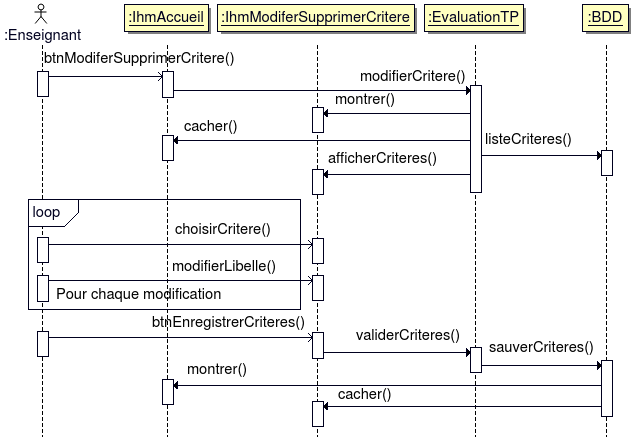 :IhmAccueil
:IhmModiferSupprimerCritere
:EvaluationTP
:BDD
:Enseignant
btnModiferSupprimerCritere()
modifierCritere()
montrer()
cacher()
listeCriteres()
afficherCriteres()
loop
choisirCritere()
modifierLibelle()
Pour chaque modification
btnEnregistrerCriteres()
validerCriteres()
sauverCriteres()
montrer()
cacher()